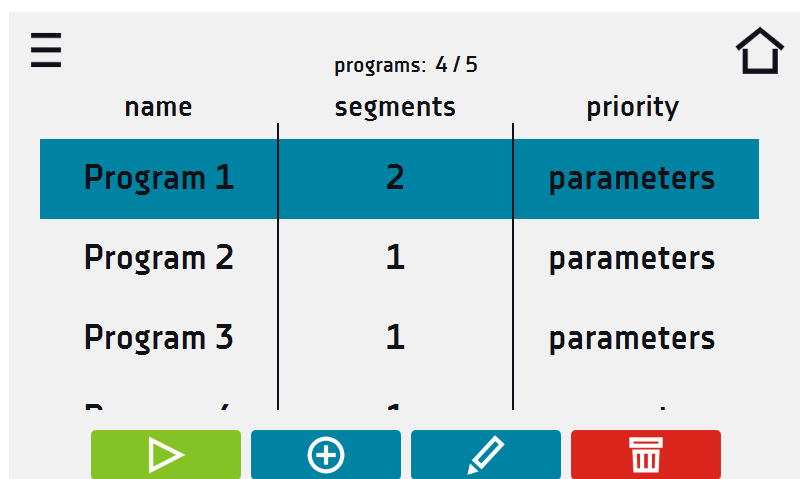 programs: 4 / 5
name segments priority
Program 1 2 parameters
Program 2 1 parameters
Program 3 1 parameters